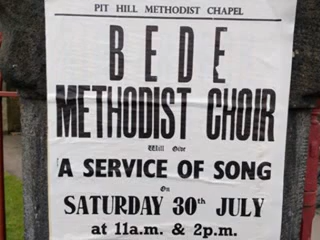 PIT HILL METHODIST CHAPEL
BEDE
METHODIST CHOIR
Will Give
A SERVICE OF SONG
On
SATURDAY 30th JULY
at 11a.m. & 2p.m.